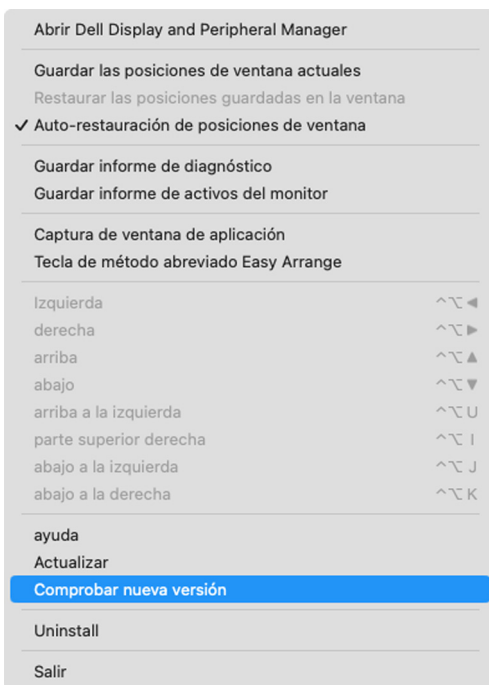 Abrir Dell Display and Peripheral Manager
Guardar las posiciones de ventana actuales
Restaurar las posiciones guardadas en la ventana
✓ Auto-restauración de posiciones de ventana
Guardar informe de diagnóstico
Guardar informe de activos del monitor
Captura de ventana de aplicación
Tecla de método abreviado Easy Arrange
Izquierda ^⌥◀
derecha ^⌥▶
arriba ^⌥▲
abajo ^⌥▼
arriba a la izquierda ^⌥ U
parte superior derecha ^⌥ I
abajo a la izquierda ^⌥ J
abajo a la derecha ^⌥ K
ayuda
Actualizar
Comprobar nueva versión
Uninstall
Salir